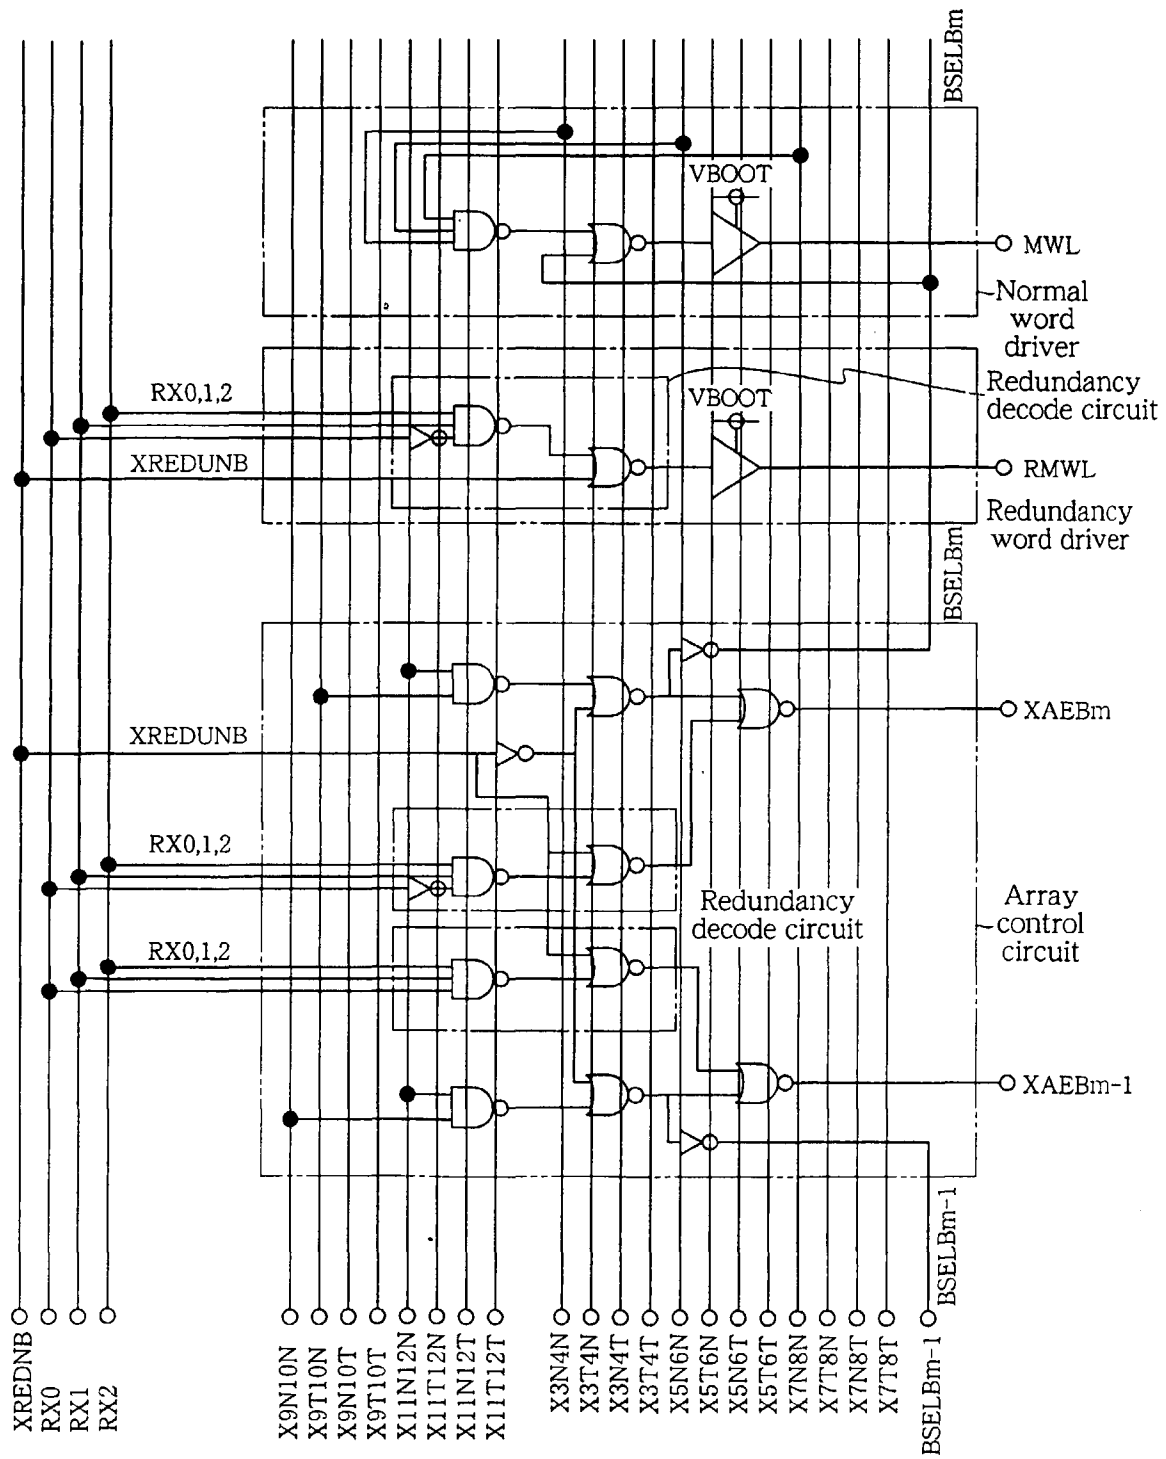 BSELBm
VBOOT
MWL
Normal
word
driver
RX0,1,2
VBOOT
Redundancy
decode circuit
XREDUNB
RMWL
Redundancy
word driver
BSELBm
XAEBm
XREDUNB
RX0,1,2
Redundancy
decode circuit
Array
control
circuit
RX0,1,2
XAEBm-1
BSELBm-1
XREDNB
RX0
RX1
RX2
X9N10N
X9T10N
X9N10T
X9T10T
X11N12N
X11T12N
X11N12T
X11T12T
X3N4N
X3T4N
X3N4T
X3T4T
X5N6N
X5T6N
X5N6T
X5T6T
X7N8N
X7T8N
X7N8T
X7T8T
BSELBm-1